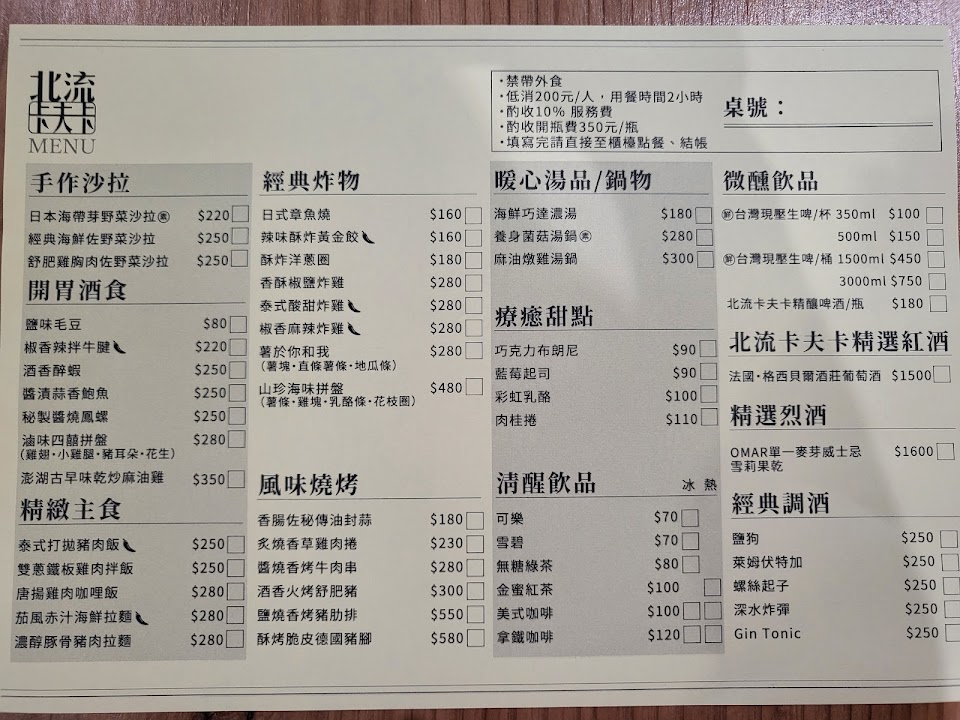 北流
卡夫卡
MENU
·禁帶外食
·低消200元/人，用餐時間2小時
·酌收10% 服務費
·酌收開瓶費350元/瓶
·填寫完請直接至櫃檯點餐、結帳
桌號：
手作沙拉
日本海帶芽野菜沙拉㊍ $220
經典海鮮佐野菜沙拉 $250
舒肥雞胸肉佐野菜沙拉 $250
開胃酒食
鹽味毛豆 $80
椒香辣拌牛腱 $220
酒香醉蝦 $250
醬漬蒜香鮑魚 $250
秘製醬燒鳳螺 $250
滷味四囍拼盤 $280
(雞翅·小雞腿·豬耳朵·花生)
澎湖古早味乾炒麻油雞 $350
精緻主食
泰式打拋豬肉飯 $250
雙蔥鐵板雞肉拌飯 $250
唐揚雞肉咖哩飯 $280
茄風赤汁海鮮拉麵 $280
濃醇豚骨豬肉拉麵 $280
經典炸物
日式章魚燒 $160
辣味酥炸黃金餃 $160
酥炸洋蔥圈 $180
香酥椒鹽炸雞 $280
泰式酸甜炸雞 $280
椒香麻辣炸雞 $280
薯於你和我 $280
(薯塊·直條薯條·地瓜條)
山珍海味拼盤 $480
(薯條·雞塊·乳酪條·花枝圈)
風味燒烤
香腸佐秘傳油封蒜 $180
炙燒香草雞肉捲 $230
醬燒香烤牛肉串 $280
酒香火烤舒肥豬 $300
鹽燒香烤豬肋排 $550
酥烤脆皮德國豬腳 $580
暖心湯品/鍋物
海鮮巧達濃湯 $180
養身菌菇湯鍋 $280
麻油燉雞湯鍋 $300
療癒甜點
巧克力布朗尼 $90
藍莓起司 $90
彩虹乳酪 $100
肉桂捲 $110
清醒飲品 冰 熱
可樂 $70
雪碧 $70
無糖綠茶 $80
金蜜紅茶 $100
美式咖啡 $100
拿鐵咖啡 $120
微醺飲品
台灣現壓生啤/杯 350ml $100
500ml $150
台灣現壓生啤/桶 1500ml $450
3000ml $750
北流卡夫卡精釀啤酒/瓶 $180
北流卡夫卡精選紅酒
法國·格西貝爾酒莊葡萄酒 $1500
精選烈酒
OMAR單一麥芽威士忌 $1600
雪莉果乾
經典調酒
鹽狗 $250
萊姆伏特加 $250
螺絲起子 $250
深水炸彈 $250
Gin Tonic $250